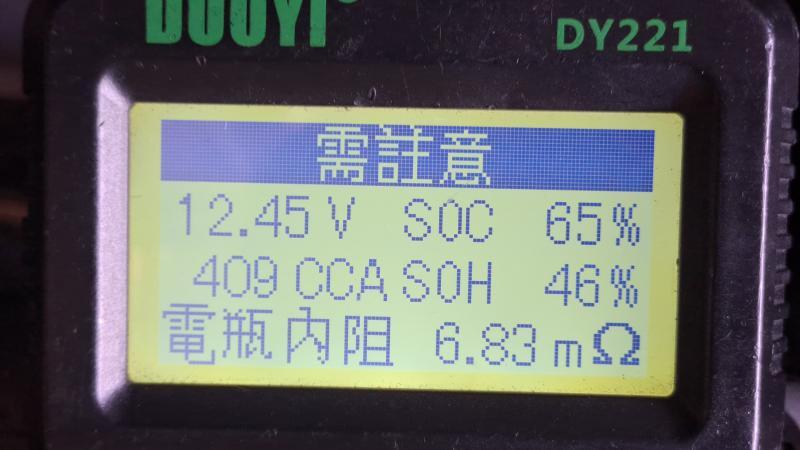 DUOYI®
DY221
需註意
12.45 V SOC 65%
409 CCA SOH 46%
電瓶內阻 6.83 mΩ